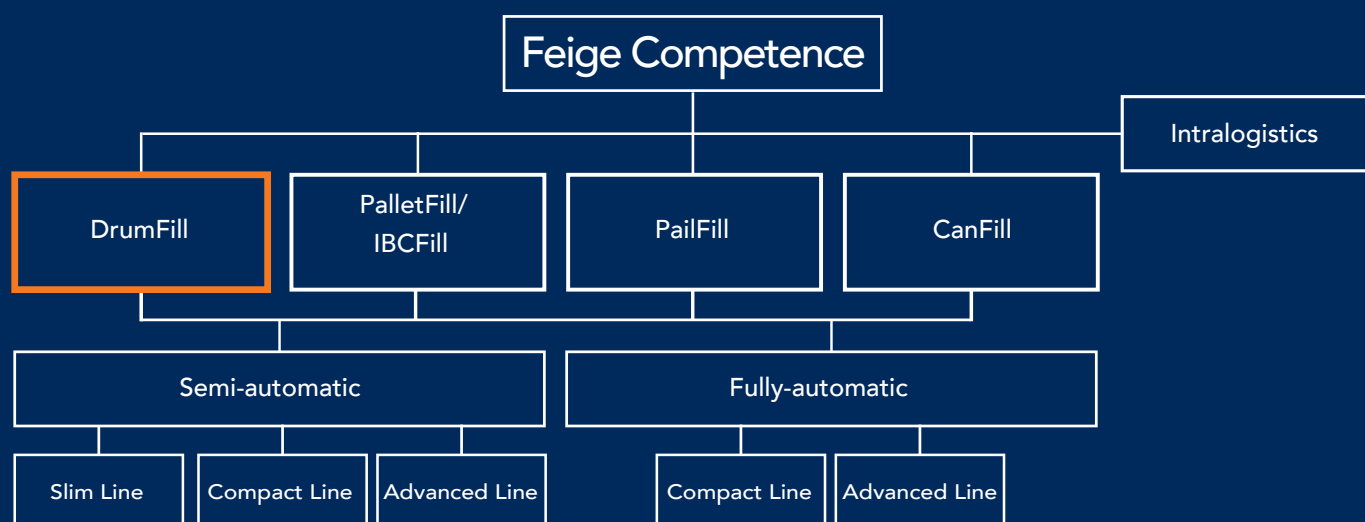 Feige Competence
Intralogistics
DrumFill
PalletFill/
IBCFill
PailFill
CanFill
Semi-automatic
Fully-automatic
Slim Line
Compact Line
Advanced Line
Compact Line
Advanced Line